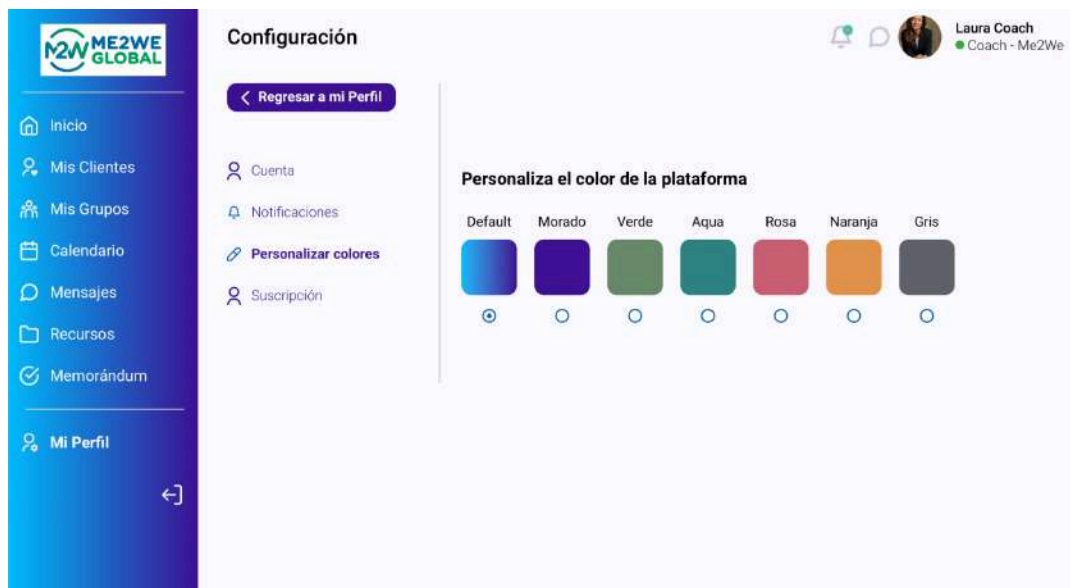 M2W ME2WE
GLOBAL
Inicio
Mis Clientes
Mis Grupos
Calendario
Mensajes
Recursos
Memorándum
Mi Perfil
Configuración
Laura Coach
Coach - Me2We
Regresar a mi Perfil
Cuenta
Notificaciones
Personalizar colores
Suscripción
Personaliza el color de la plataforma
Default Morado Verde Aqua Rosa Naranja Gris